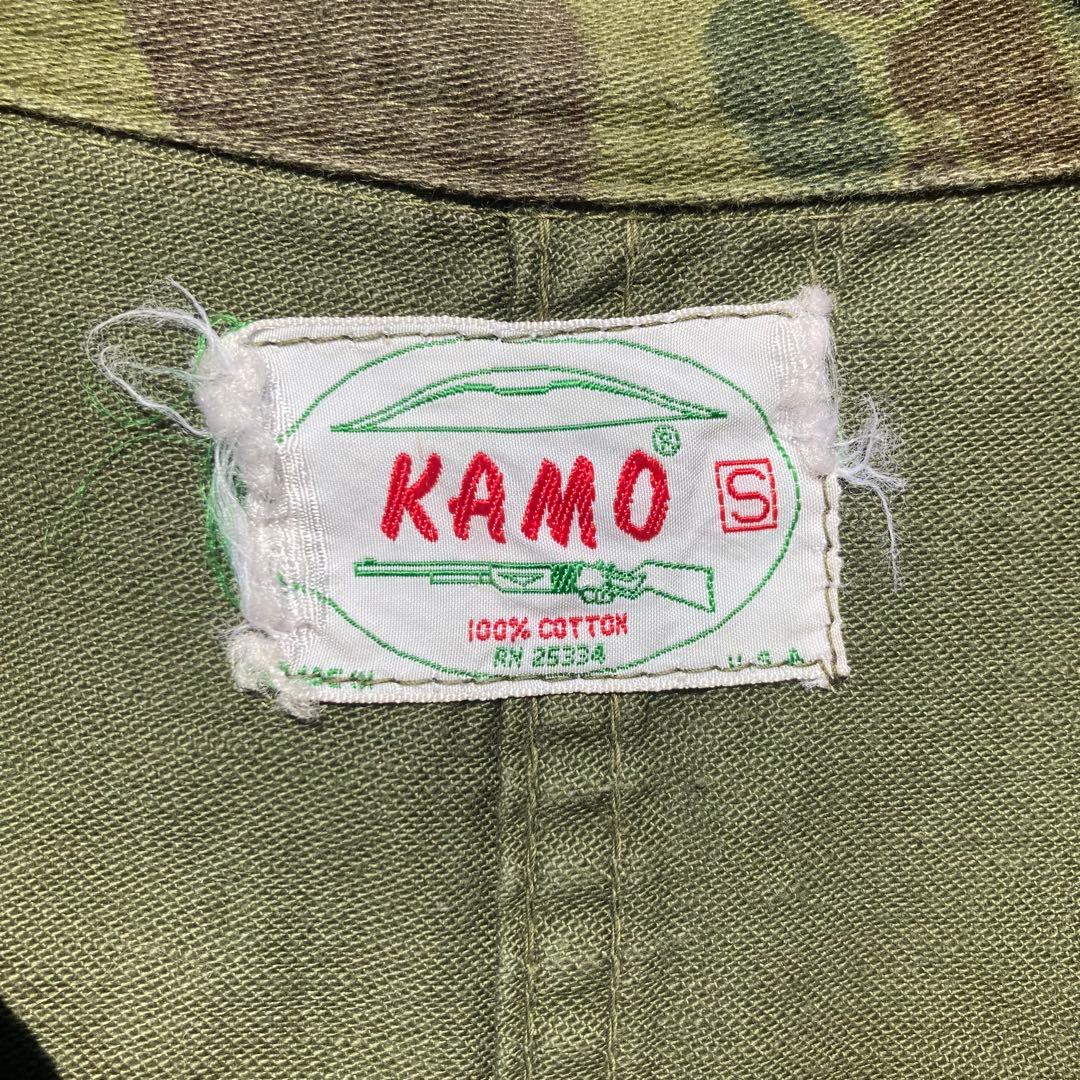 KAMO®
S
100% COTTON
RN 25334
MADE IN U.S.A